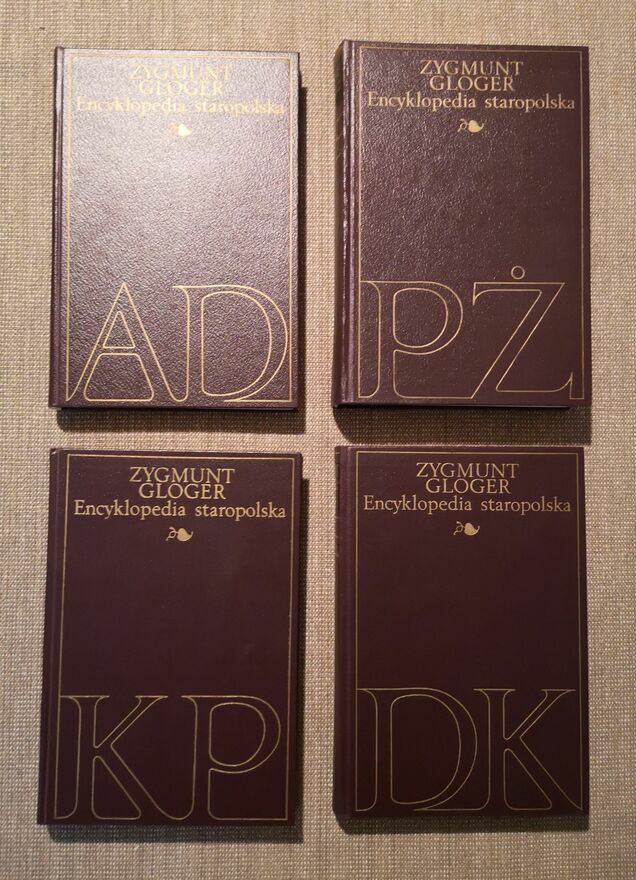 ZYGMUNT
GLOGER
Encyklopedia staropolska
AD
ZYGMUNT
GLOGER
Encyklopedia staropolska
PŻ
ZYGMUNT
GLOGER
Encyklopedia staropolska
KP
ZYGMUNT
GLOGER
Encyklopedia staropolska
DK